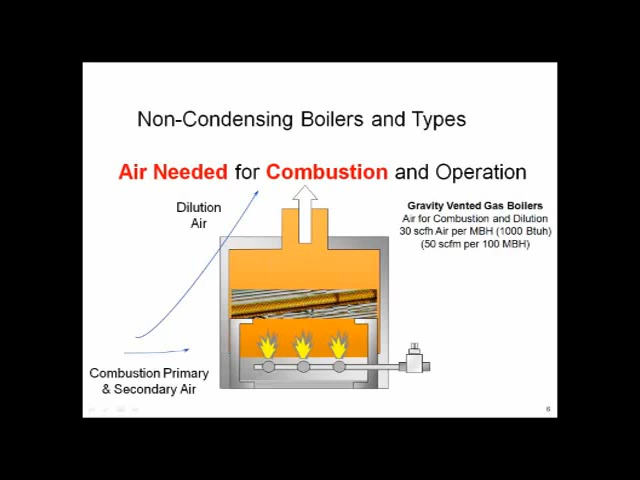 Non-Condensing Boilers and Types
Air Needed for Combustion and Operation
Dilution
Air
Gravity Vented Gas Boilers
Air for Combustion and Dilution
30 scfh Air per MBH (1000 Btuh)
(50 scfm per 100 MBH)
Combustion Primary
& Secondary Air
6